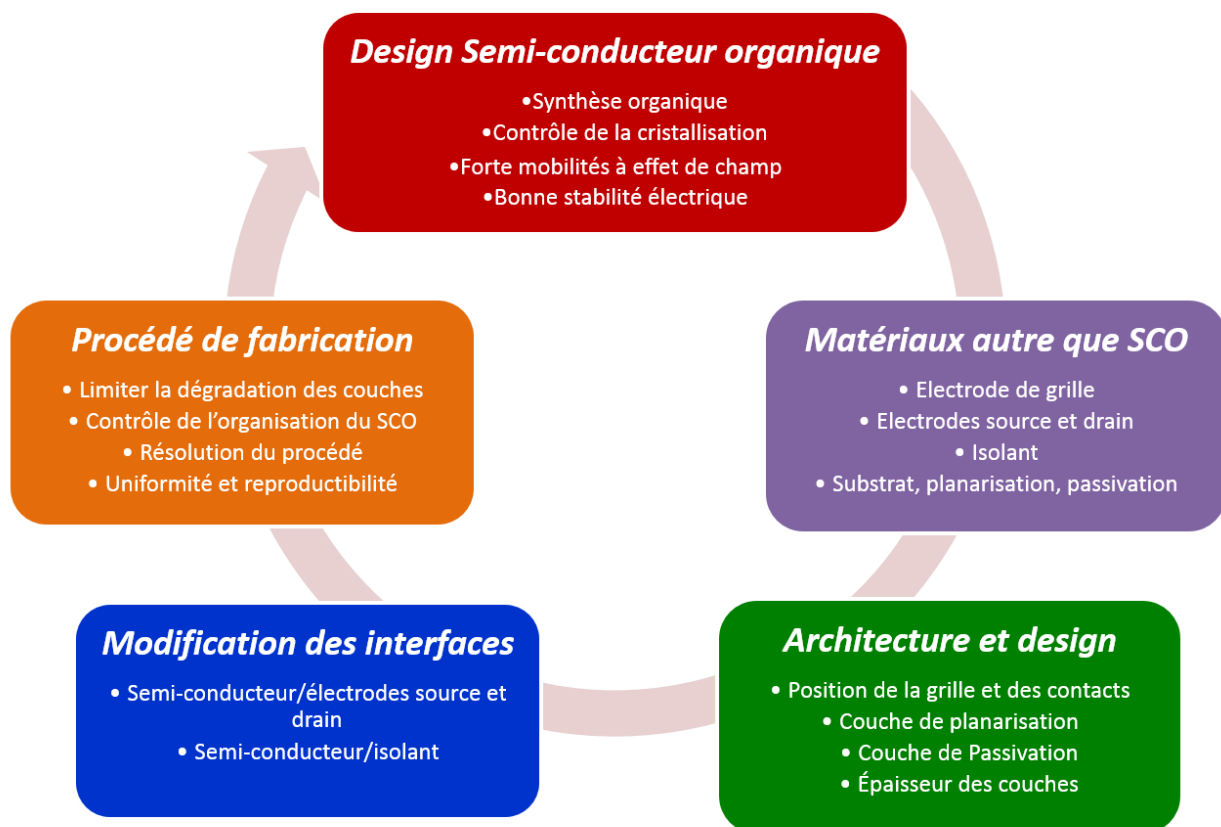 Design Semi-conducteur organique
•Synthèse organique
•Contrôle de la cristallisation
•Forte mobilités à effet de champ
•Bonne stabilité électrique
Matériaux autre que SCO
• Electrode de grille
• Electrodes source et drain
• Isolant
• Substrat, planarisation, passivation
Architecture et design
• Position de la grille et des contacts
• Couche de planarisation
• Couche de Passivation
• Épaisseur des couches
Modification des interfaces
• Semi-conducteur/électrodes source et
drain
• Semi-conducteur/isolant
Procédé de fabrication
• Limiter la dégradation des couches
• Contrôle de l'organisation du SCO
• Résolution du procédé
• Uniformité et reproductibilité